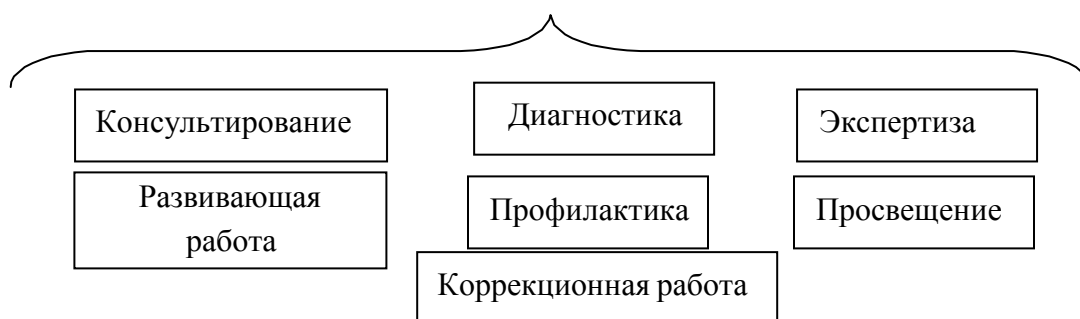 Консультирование
Диагностика
Экспертиза
Развивающая
работа
Профилактика
Просвещение
Коррекционная работа